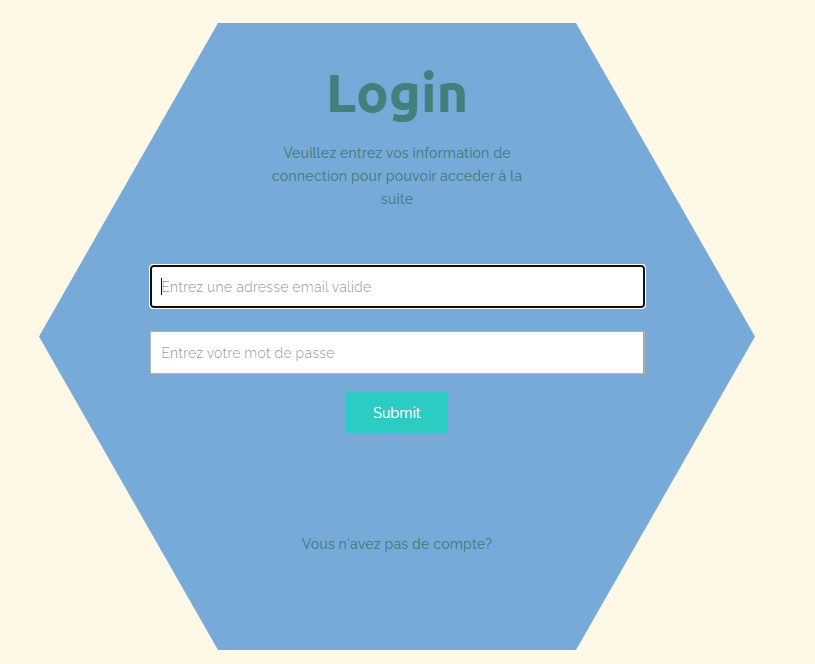 Login
Veuillez entrez vos information de
connection pour pouvoir acceder à la
suite
Entrez une adresse email valide
Entrez votre mot de passe
Submit
Vous n'avez pas de compte?